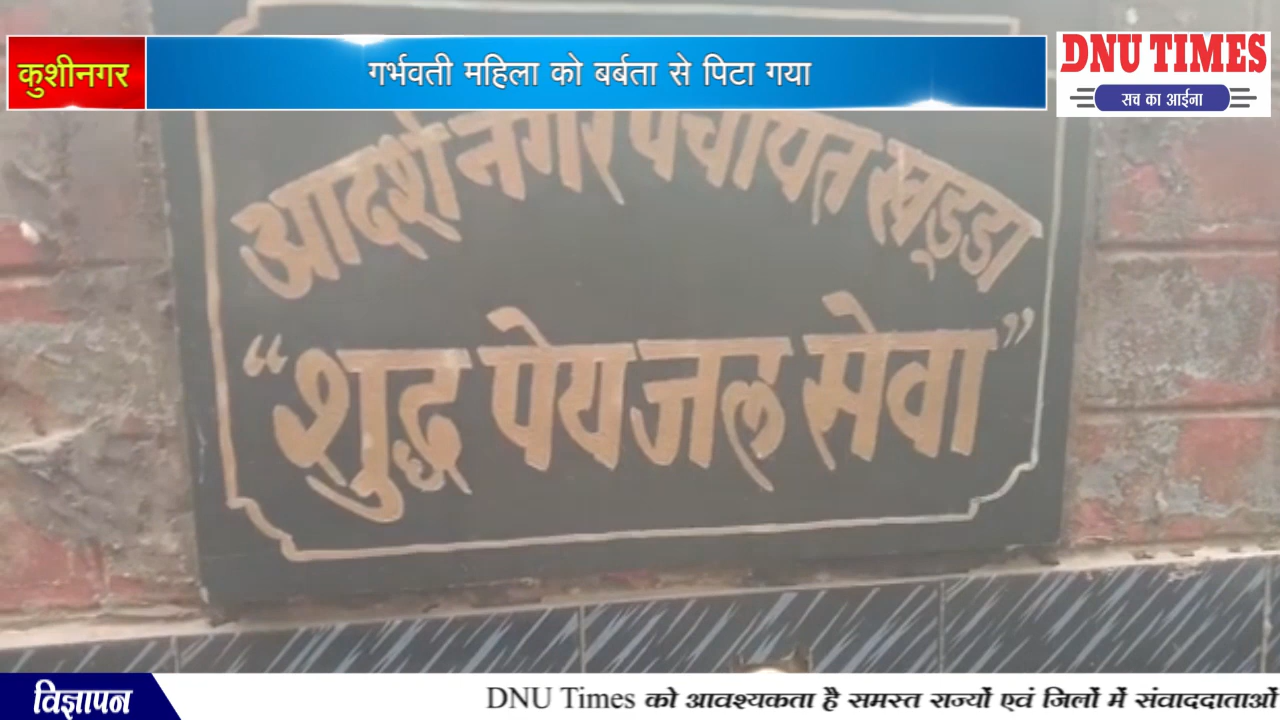 कुशीनगर
गर्भवती महिला को बर्बता से पिटा गया
DNU TIMES
सच का आईना
आदर्श नगर पंचायत खड्डा
“शुद्ध पेयजल सेवा”
विज्ञापन
DNU Times को आवश्यकता है समस्त राज्यों एवं जिलों में संवाददाताओं